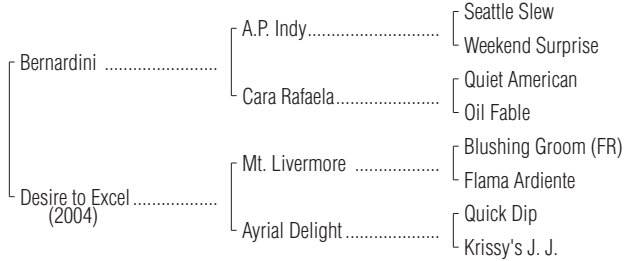 Seattle Slew
A.P. Indy
Weekend Surprise
Bernardini
Quiet American
Cara Rafaela
Oil Fable
Blushing Groom (FR)
Mt. Livermore
Flama Ardiente
Desire to Excel
(2004)
Quick Dip
Ayrial Delight
Krissy's J. J.